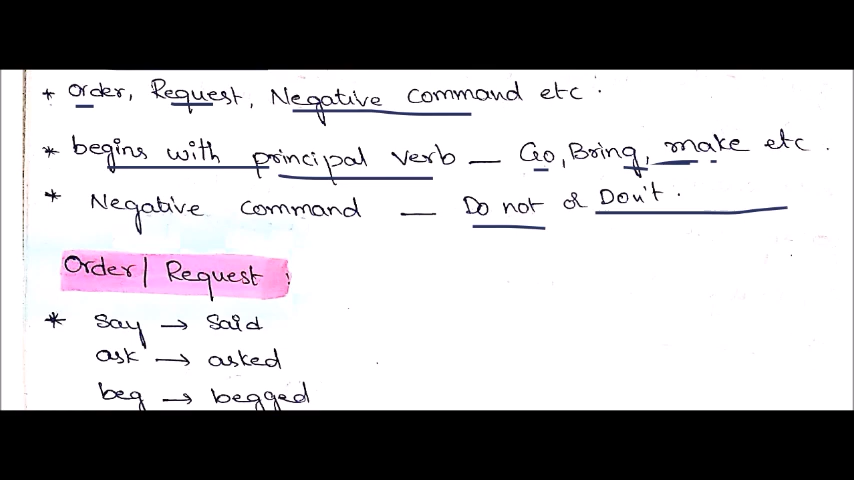 * Order, Request, Negative command etc.
* begins with principal verb — Go, Bring, make etc.
* Negative command — Do not or Don't.
Order | Request :
* Say → Said
ask → asked
beg → begged